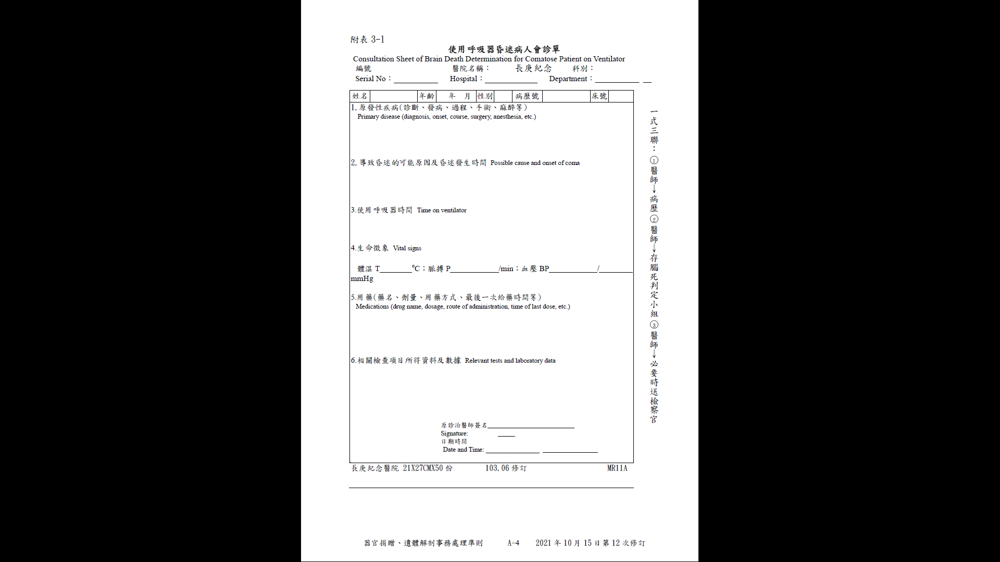 附表 3-1
使用呼吸器昏迷病人會診單
Consultation Sheet of Brain Death Determination for Comatose Patient on Ventilator
編號 醫院名稱： 長庚紀念 科別：
Serial No：__________ Hospital：__________ Department：__________ __
姓名 年齡 年 月 性別 病歷號 床號
1.原發性疾病(診斷、發病、過程、手術、麻醉等)
Primary disease (diagnosis, onset, course, surgery, anesthesia, etc.)
2.導致昏迷的可能原因及昏迷發生時間 Possible cause and onset of coma
3.使用呼吸器時間 Time on ventilator
4.生命徵象 Vital signs
體溫 T________℃；脈搏 P____________/min；血壓 BP____________/________
mmHg
5.用藥(藥名、劑量、用藥方式、最後一次給藥時間等)
Medications (drug name, dosage, route of administration, time of last dose, etc.)
6.相關檢查項目所得資料及數據 Relevant tests and laboratory data
原診治醫師簽名____________________
Signature: ____
日期時間
Date and Time: ____________ ____________
長庚紀念醫院 21X27CMX50 份 103.06 修訂 MR11A
一式三聯：①醫師→病歷②醫師→存腦死判定小組③醫師→必要時送檢察官
器官捐贈、遺體解剖事務處理準則 A-4 2021 年 10 月 15 日第 12 次修訂